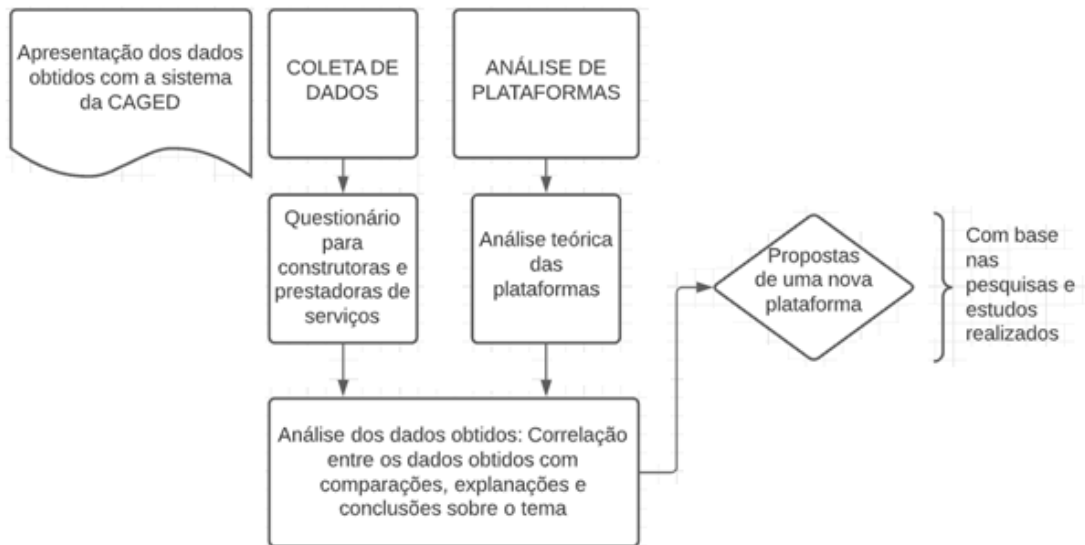 Apresentação dos dados
obtidos com a sistema
da CAGED
COLETA DE
DADOS
ANÁLISE DE
PLATAFORMAS
Questionário
para
construtoras e
prestadoras de
serviços
Análise teórica
das
plataformas
Propostas
de uma nova
plataforma
Com base
nas
pesquisas e
estudos
realizados
Análise dos dados obtidos: Correlação
entre os dados obtidos com
comparações, explanações e
conclusões sobre o tema